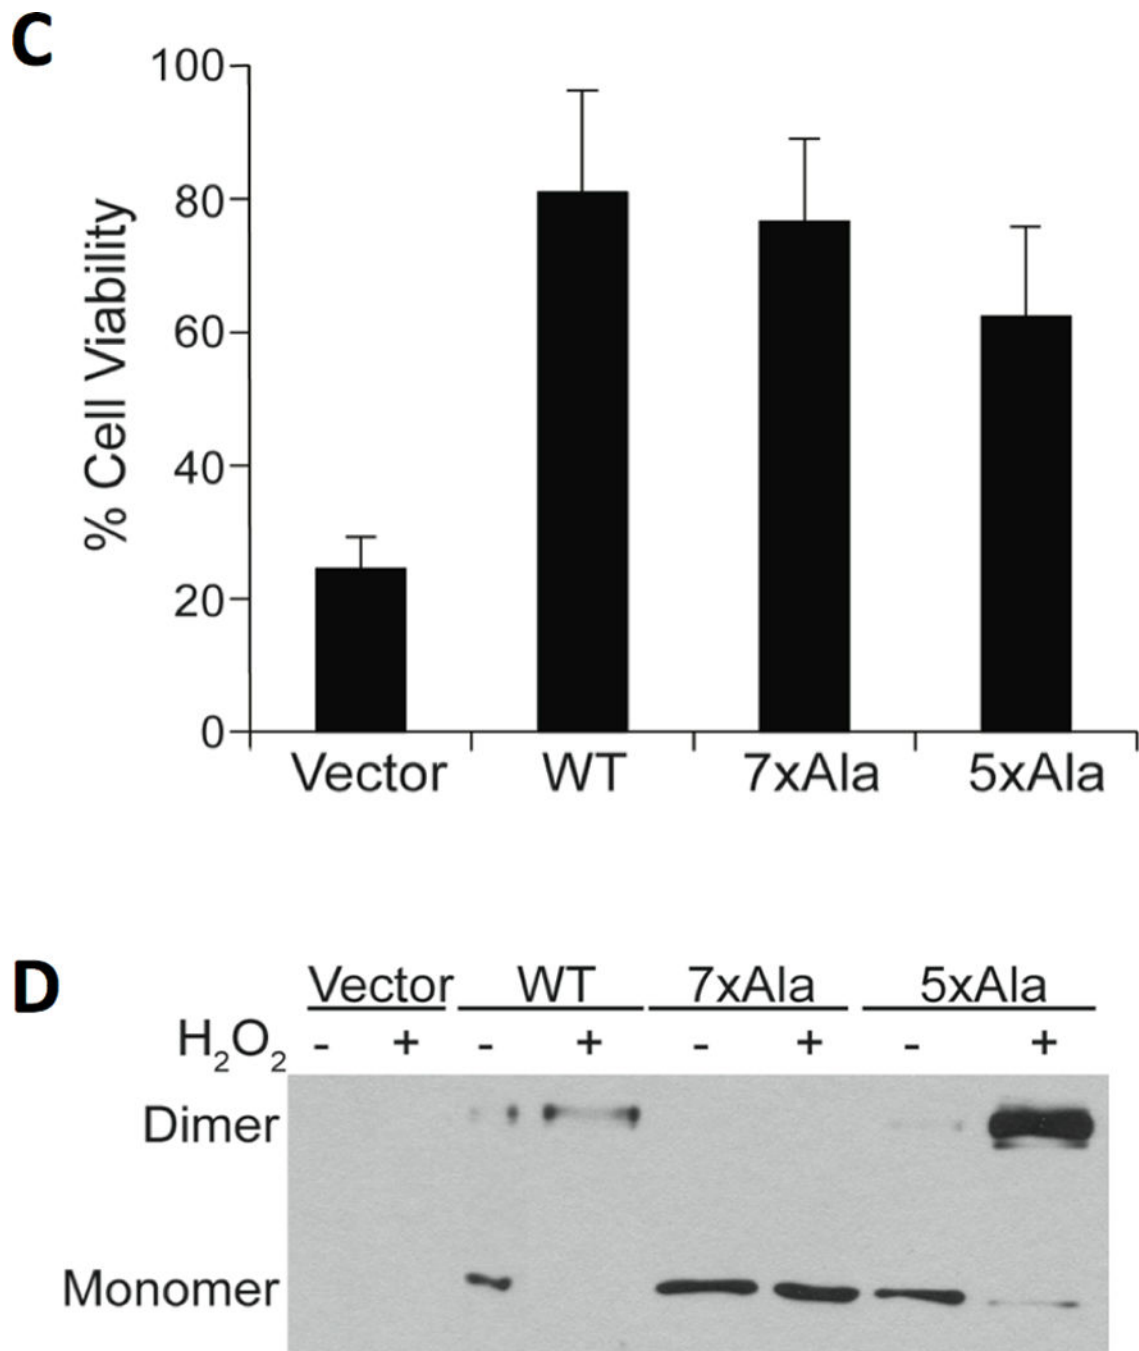 C
100
80
60
40
20
0
% Cell Viability
Vector WT 7xAla 5xAla
D
Vector WT 7xAla 5xAla
H₂O₂ - + - + - + - +
Dimer
Monomer